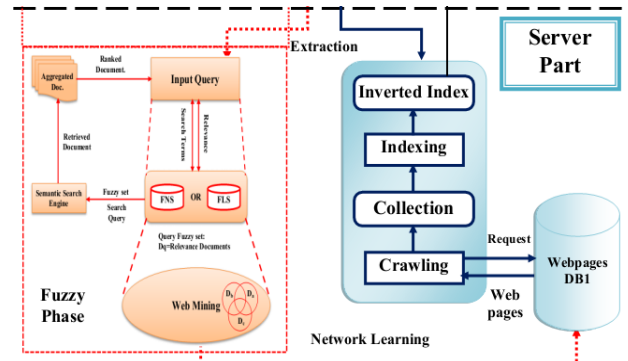 Extraction
Server
Part
Ranked
Document.
Aggregated
Doc.
Input Query
Inverted Index
Search Terms
Relevance
Retrieved
Document
Indexing
Semantic Search
Engine
Fuzzy set
Search
Query
FNS
OR
FLS
Collection
Query Fuzzy set:
Dq=Relevance Documents
Request
Crawling
Webpages
DB1
Web
pages
Fuzzy
Phase
Web Mining
Network Learning